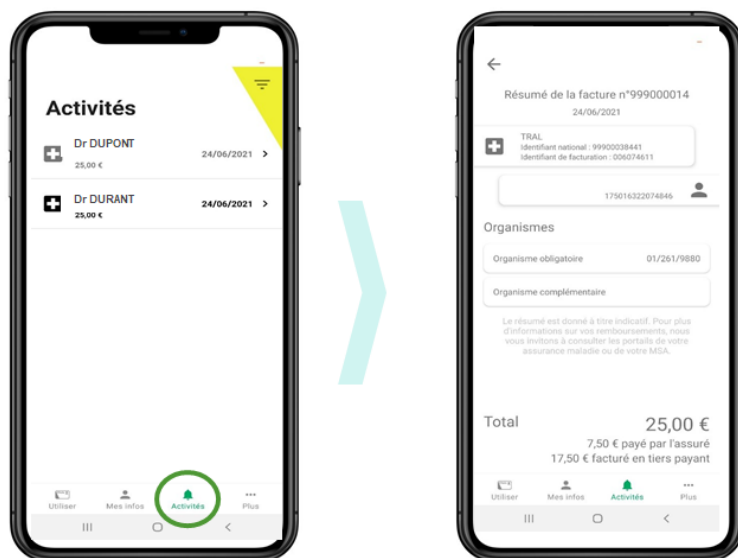 Activités
Dr DUPONT
24/06/2021
25,00 €
Dr DURANT
24/06/2021
25,00 €
Utiliser Mes infos Activités Plus
Résumé de la facture n°999000014
24/06/2021
TRAL
Identifiant national : 99900038441
Identifiant de facturation : 006074611
175016322074846
Organismes
Organisme obligatoire 01/261/9880
Organisme complémentaire
Le résumé est donné à titre indicatif. Pour plus
d'informations sur vos remboursements, nous
vous invitons à consulter les portails de votre
assurance maladie ou de votre MSA.
Total 25,00 €
7,50 € payé par l'assuré
17,50 € facturé en tiers payant
Utiliser Mes infos Activités Plus